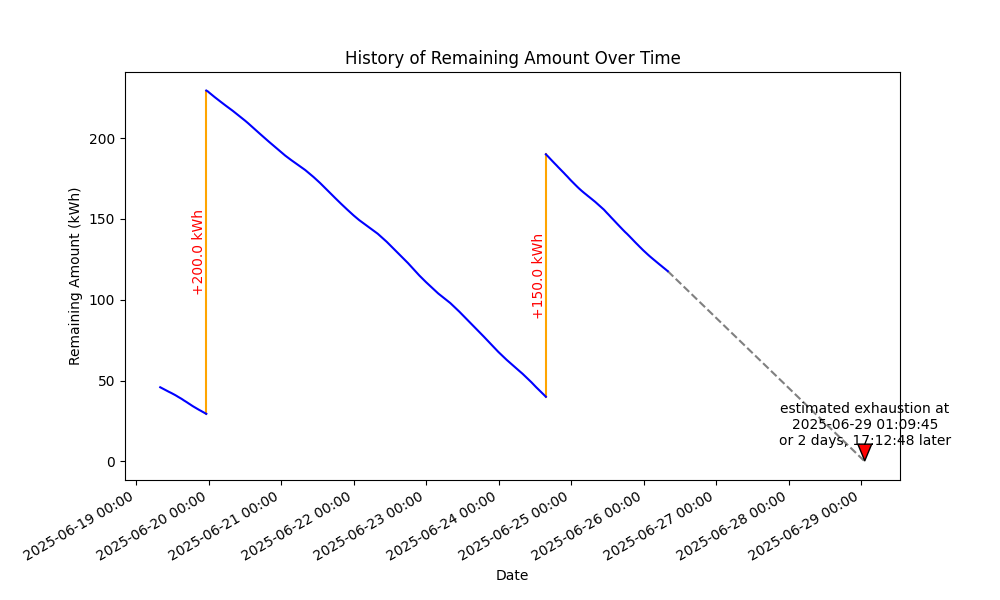 History of Remaining Amount Over Time
Remaining Amount (kWh)
200
150
100
50
0
+200.0 kWh
+150.0 kWh
estimated exhaustion at
2025-06-29 01:09:45
or 2 days, 17:12:48 later
2025-06-19 00:00
2025-06-20 00:00
2025-06-21 00:00
2025-06-22 00:00
2025-06-23 00:00
2025-06-24 00:00
2025-06-25 00:00
2025-06-26 00:00
2025-06-27 00:00
2025-06-28 00:00
2025-06-29 00:00
Date